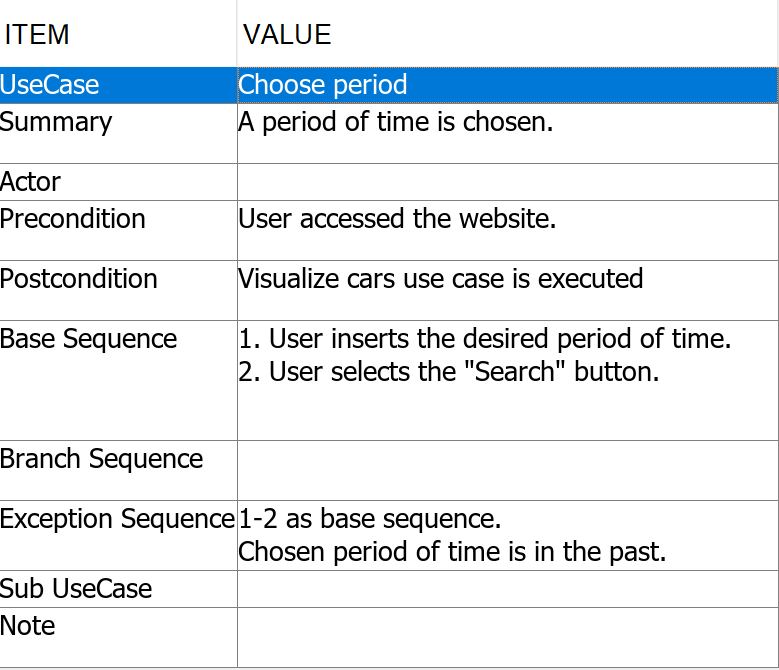 ITEM VALUE
UseCase Choose period
Summary A period of time is chosen.
Actor
Precondition User accessed the website.
Postcondition Visualize cars use case is executed
Base Sequence 1. User inserts the desired period of time.
2. User selects the "Search" button.
Branch Sequence
Exception Sequence 1-2 as base sequence.
Chosen period of time is in the past.
Sub UseCase
Note